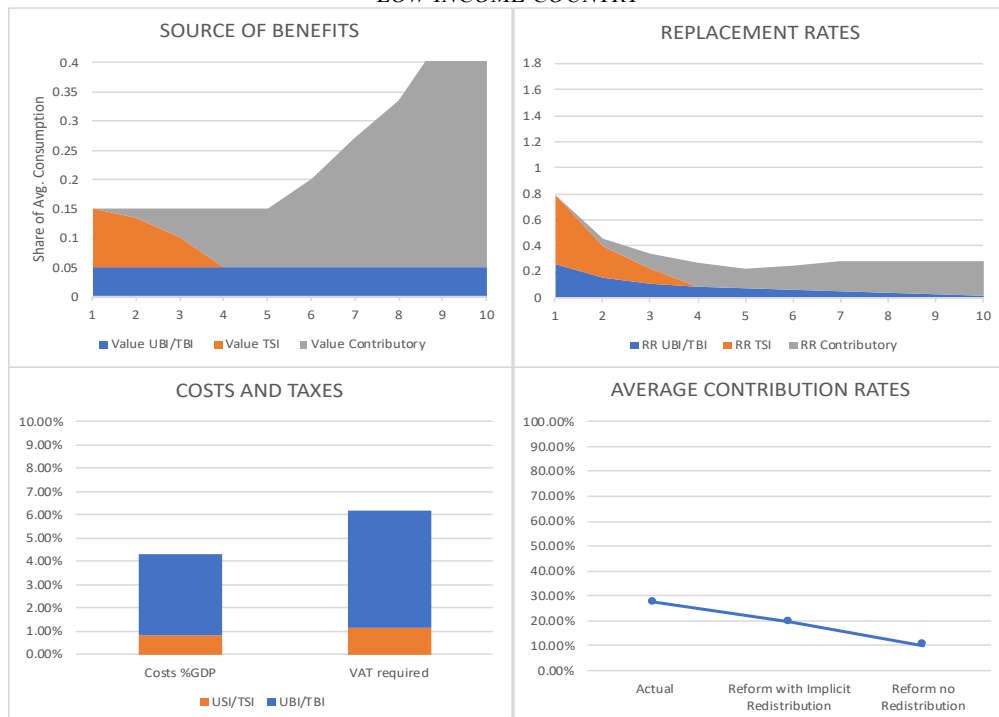 LOW INCOME COUNTRY
SOURCE OF BENEFITS
Share of Avg. Consumption
0.4
0.35
0.3
0.25
0.2
0.15
0.1
0.05
0
1 2 3 4 5 6 7 8 9 10
Value UBI/TBI Value TSI Value Contributory
REPLACEMENT RATES
1.8
1.6
1.4
1.2
1
0.8
0.6
0.4
0.2
0
1 2 3 4 5 6 7 8 9 10
RR UBI/TBI RR TSI RR Contributory
COSTS AND TAXES
10.00%
9.00%
8.00%
7.00%
6.00%
5.00%
4.00%
3.00%
2.00%
1.00%
0.00%
Costs %GDP VAT required
USI/TSI UBI/TBI
AVERAGE CONTRIBUTION RATES
100.00%
90.00%
80.00%
70.00%
60.00%
50.00%
40.00%
30.00%
20.00%
10.00%
0.00%
Actual Reform with Implicit Reform no
Redistribution Redistribution